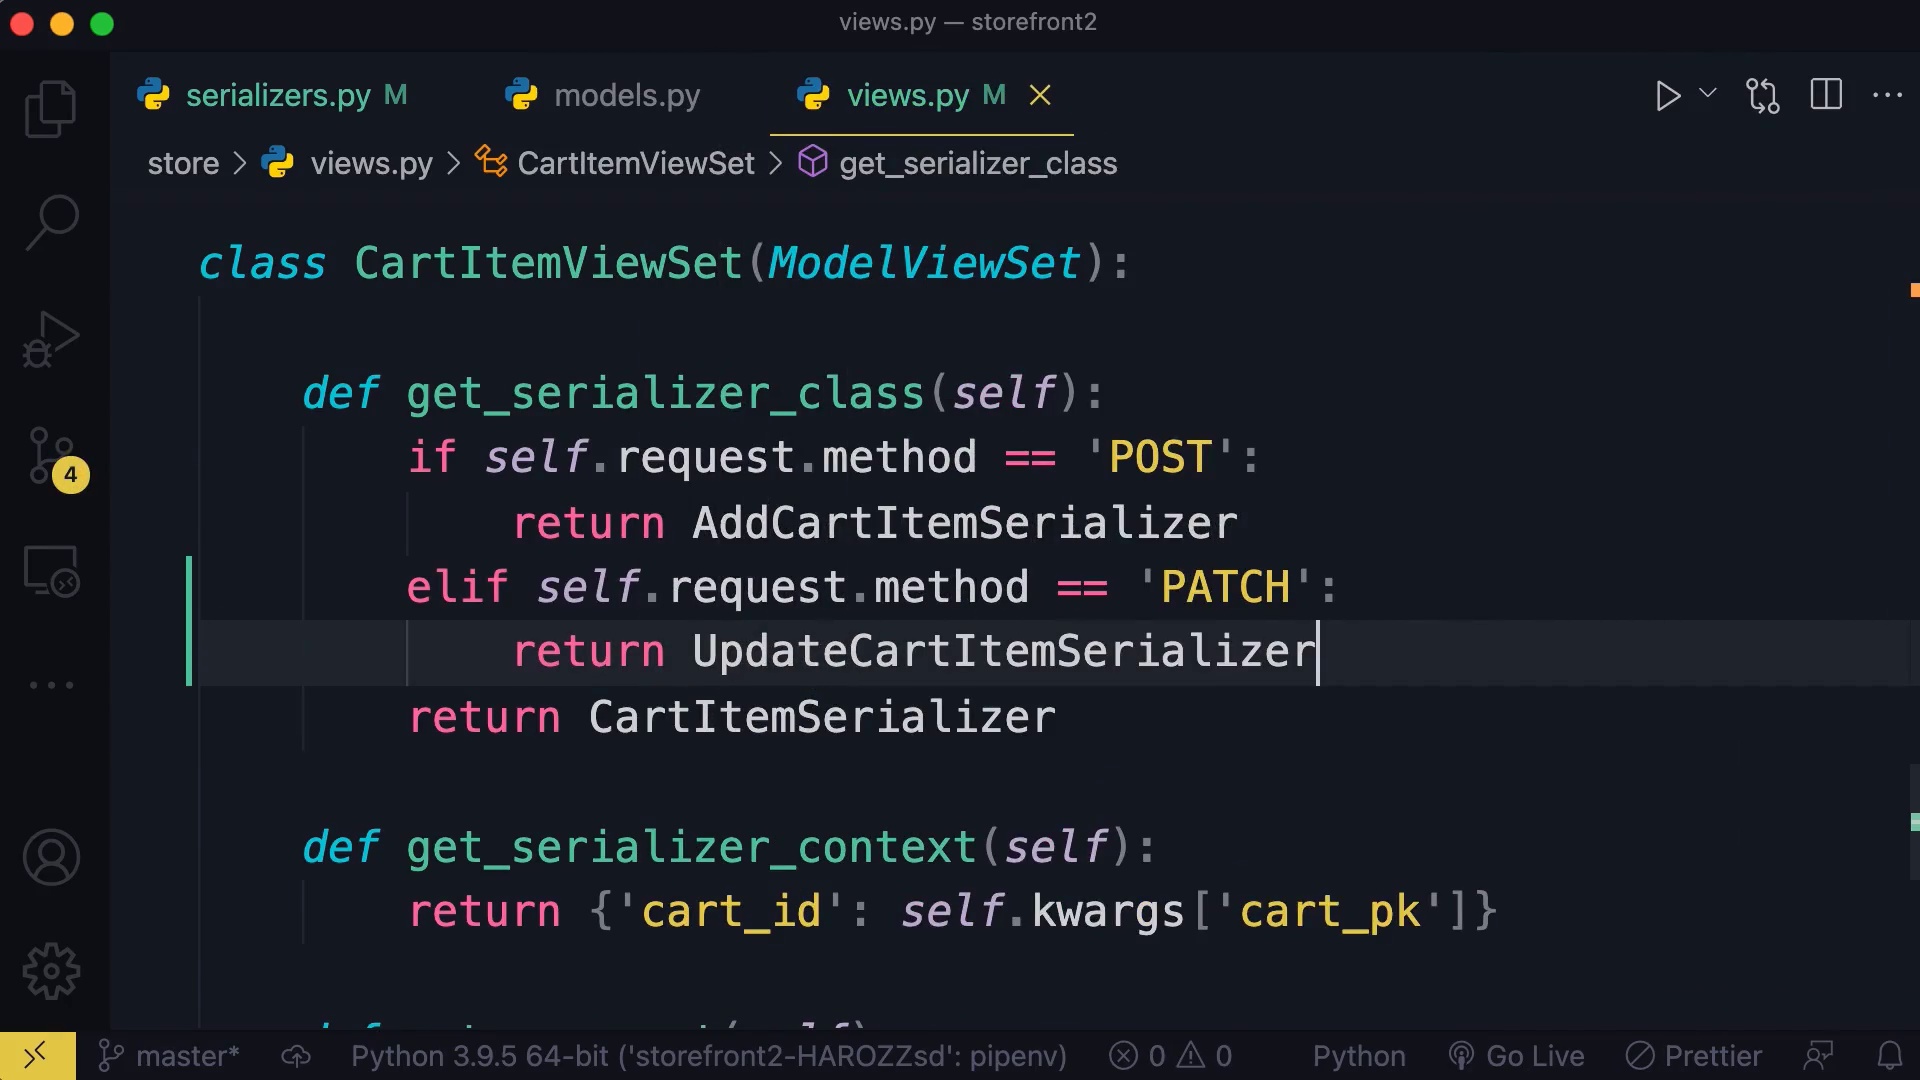 views.py — storefront2
serializers.py M models.py views.py M
store > views.py > CartItemViewSet > get_serializer_class
class CartItemViewSet(ModelViewSet):
def get_serializer_class(self):
if self.request.method == 'POST':
return AddCartItemSerializer
elif self.request.method == 'PATCH':
return UpdateCartItemSerializer
return CartItemSerializer
def get_serializer_context(self):
return {'cart_id': self.kwargs['cart_pk']}
4
master* Python 3.9.5 64-bit ('storefront2-HAROZZsd': pipenv) 0 0 Python Go Live Prettier